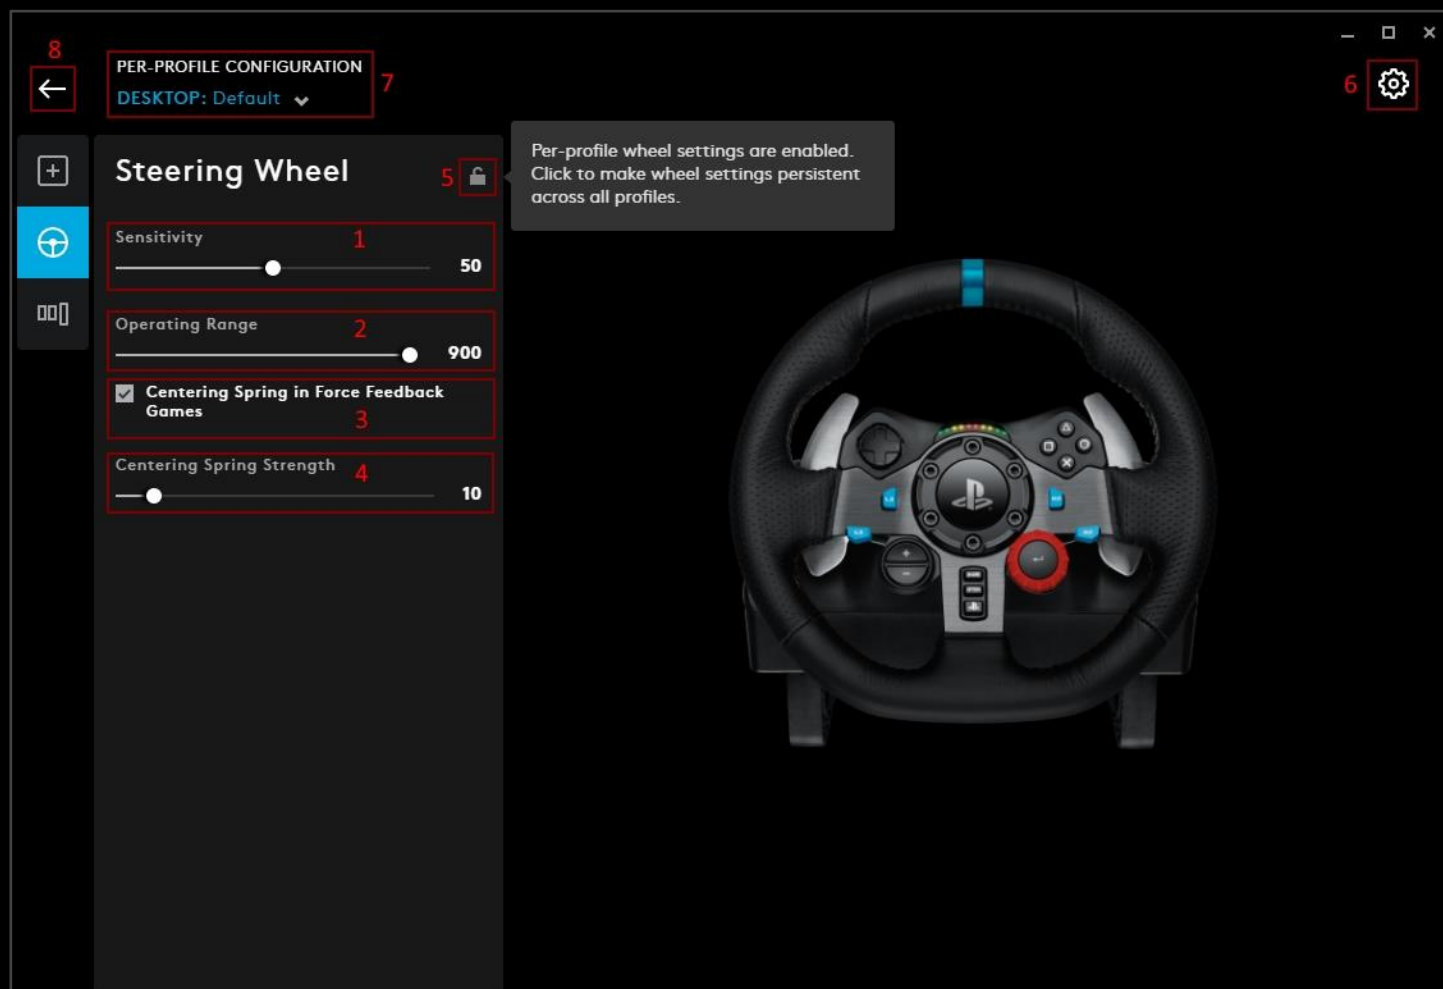 8
PER-PROFILE CONFIGURATION
7
DESKTOP: Default
6
Steering Wheel
5
Per-profile wheel settings are enabled.
Click to make wheel settings persistent
across all profiles.
Sensitivity
1
50
Operating Range
2
900
Centering Spring in Force Feedback
Games
3
Centering Spring Strength
4
10